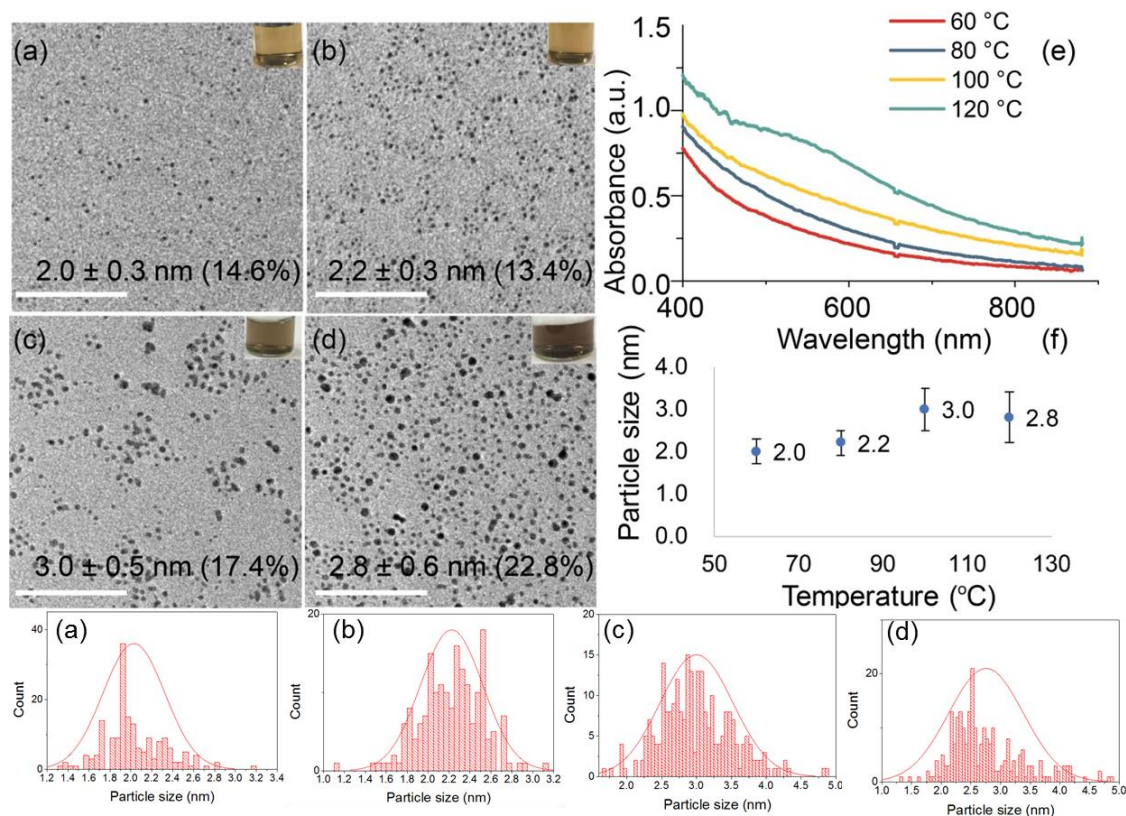 (a)
2.0 ± 0.3 nm (14.6%)
(b)
2.2 ± 0.3 nm (13.4%)
(c)
3.0 ± 0.5 nm (17.4%)
(d)
2.8 ± 0.6 nm (22.8%)
(e)
60 °C
80 °C
100 °C
120 °C
Absorbance (a.u.)
1.5
1.0
0.5
0.0
400 600 800
Wavelength (nm)
(f)
Particle size (nm)
4.0
3.0
2.0
1.0
0.0
2.0
2.2
3.0
2.8
50 70 90 110 130
Temperature (°C)
(a)
Count
40
20
0
1.2 1.4 1.6 1.8 2.0 2.2 2.4 2.6 2.8 3.0 3.2 3.4
Particle size (nm)
(b)
Count
20
10
0
1.0 1.2 1.4 1.6 1.8 2.0 2.2 2.4 2.6 2.8 3.0 3.2
Particle size (nm)
(c)
Count
20
15
10
5
0
2.0 2.5 3.0 3.5 4.0 4.5 5.0
Particle size (nm)
(d)
Count
20
10
0
1.0 1.5 2.0 2.5 3.0 3.5 4.0 4.5 5.0
Particle size (nm)